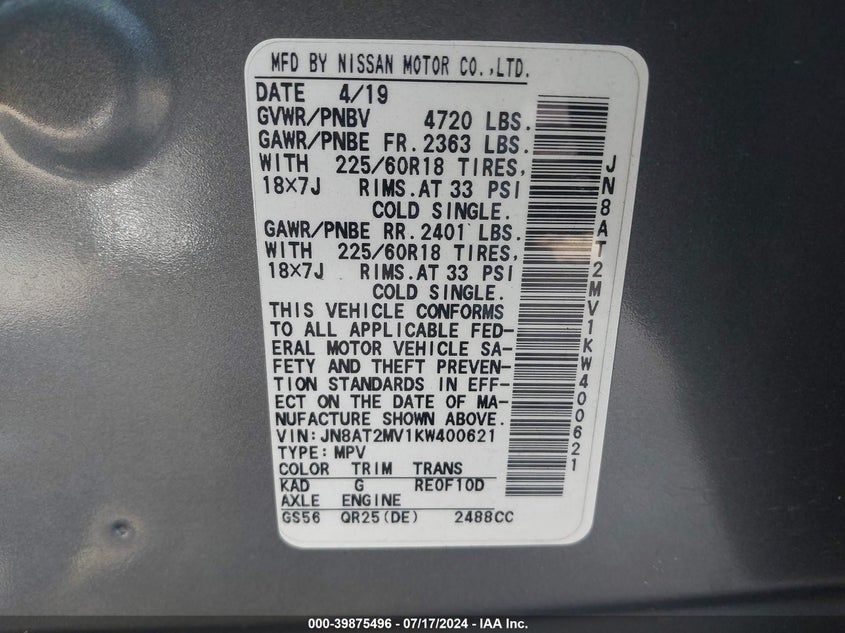 MFD BY NISSAN MOTOR CO.,LTD.
DATE 4/19
GVWR/PNBV 4720 LBS.
GAWR/PNBE FR.2363 LBS.
WITH 225/60R18 TIRES,
18×7J RIMS.AT 33 PSI
COLD SINGLE.
GAWR/PNBE RR.2401 LBS.
WITH 225/60R18 TIRES,
18×7J RIMS.AT 33 PSI
COLD SINGLE.
THIS VEHICLE CONFORMS
TO ALL APPLICABLE FED-
ERAL MOTOR VEHICLE SA-
FETY AND THEFT PREVEN-
TION STANDARDS IN EFF-
ECT ON THE DATE OF MA-
NUFACTURE SHOWN ABOVE.
VIN:JN8AT2MV1KW400621
TYPE:MPV
COLOR TRIM TRANS
KAD G RE0F10D
AXLE ENGINE
GS56 QR25(DE) 2488CC
JN8AT2MV1KW400621
000-39875496 - 07/17/2024 - IAA Inc.